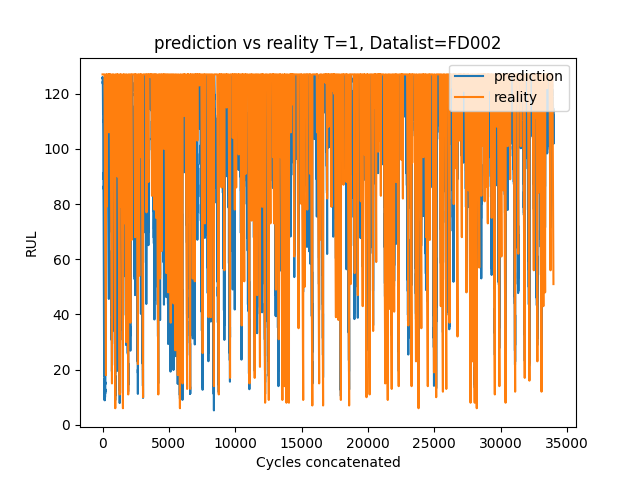 prediction vs reality T=1, Datalist=FD002
prediction
reality
120
100
80
60
40
20
0
RUL
0 5000 10000 15000 20000 25000 30000 35000
Cycles concatenated